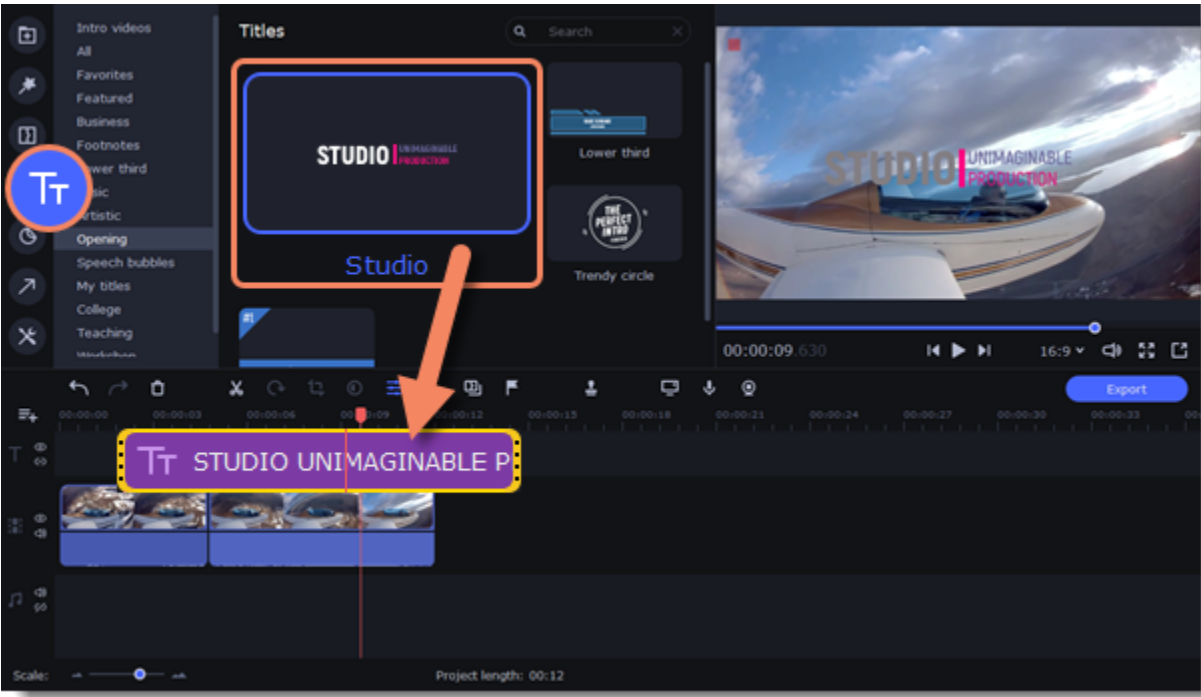 Intro videos
All
Favorites
Featured
Business
Footnotes
ower third
sic
rtistic
Opening
Speech bubbles
My titles
College
Teaching
Workshop
Titles
Search
STUDIO UNIMAGINABLE
PRODUCTION
Studio
Lower third
THE
PERFECT
INTRO
Trendy circle
#1
STUDIO UNIMAGINABLE
PRODUCTION
00:00:09.630
16:9
Export
00:00:00 00:00:03 00:00:06 00:00:09 00:00:12 00:00:15 00:00:18 00:00:21 00:00:24 00:00:27 00:00:30 00:00:33
TT STUDIO UNIMAGINABLE P
Scale:
Project length: 00:12